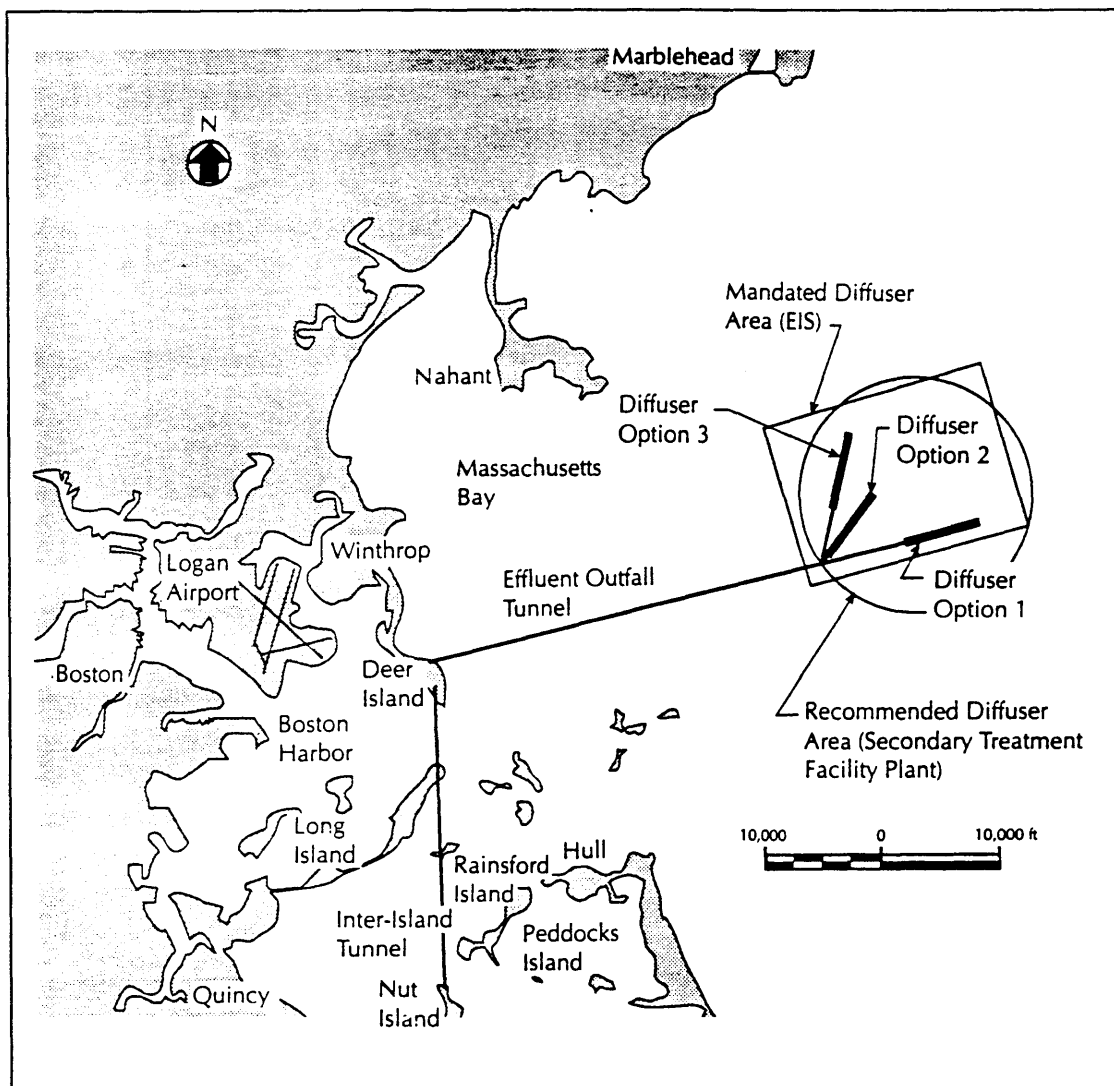 Marblehead
N
Mandated Diffuser
Area (EIS)
Nahant
Diffuser
Option 3
Diffuser
Option 2
Massachusetts
Bay
Winthrop
Logan
Airport
Effluent Outfall
Tunnel
Diffuser
Option 1
Boston
Deer
Island
Boston
Harbor
Recommended Diffuser
Area (Secondary Treatment
Facility Plant)
Long
Island
10,000 0 10,000 ft
Hull
Rainsford
Island
Inter-Island
Tunnel
Peddocks
Island
Quincy
Nut
Island